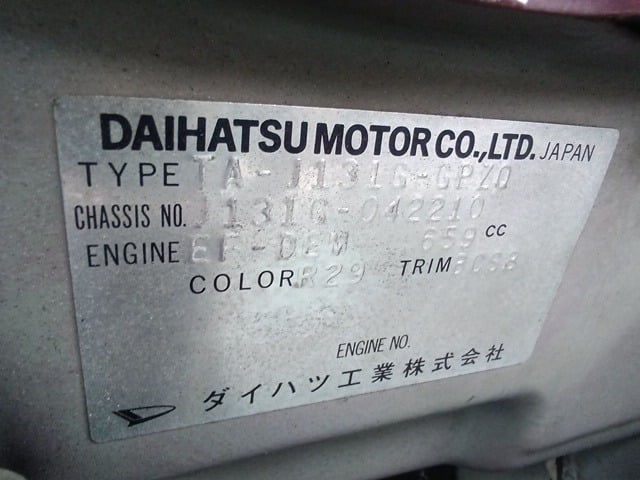 DAIHATSU MOTOR CO.,LTD. JAPAN
TYPE TA-J131G-GPZQ
CHASSIS NO. J131G-042210
ENGINE EF-DEM 659 CC
COLOR R29 TRIM FCS8
ENGINE NO.
ダイハツ工業株式会社